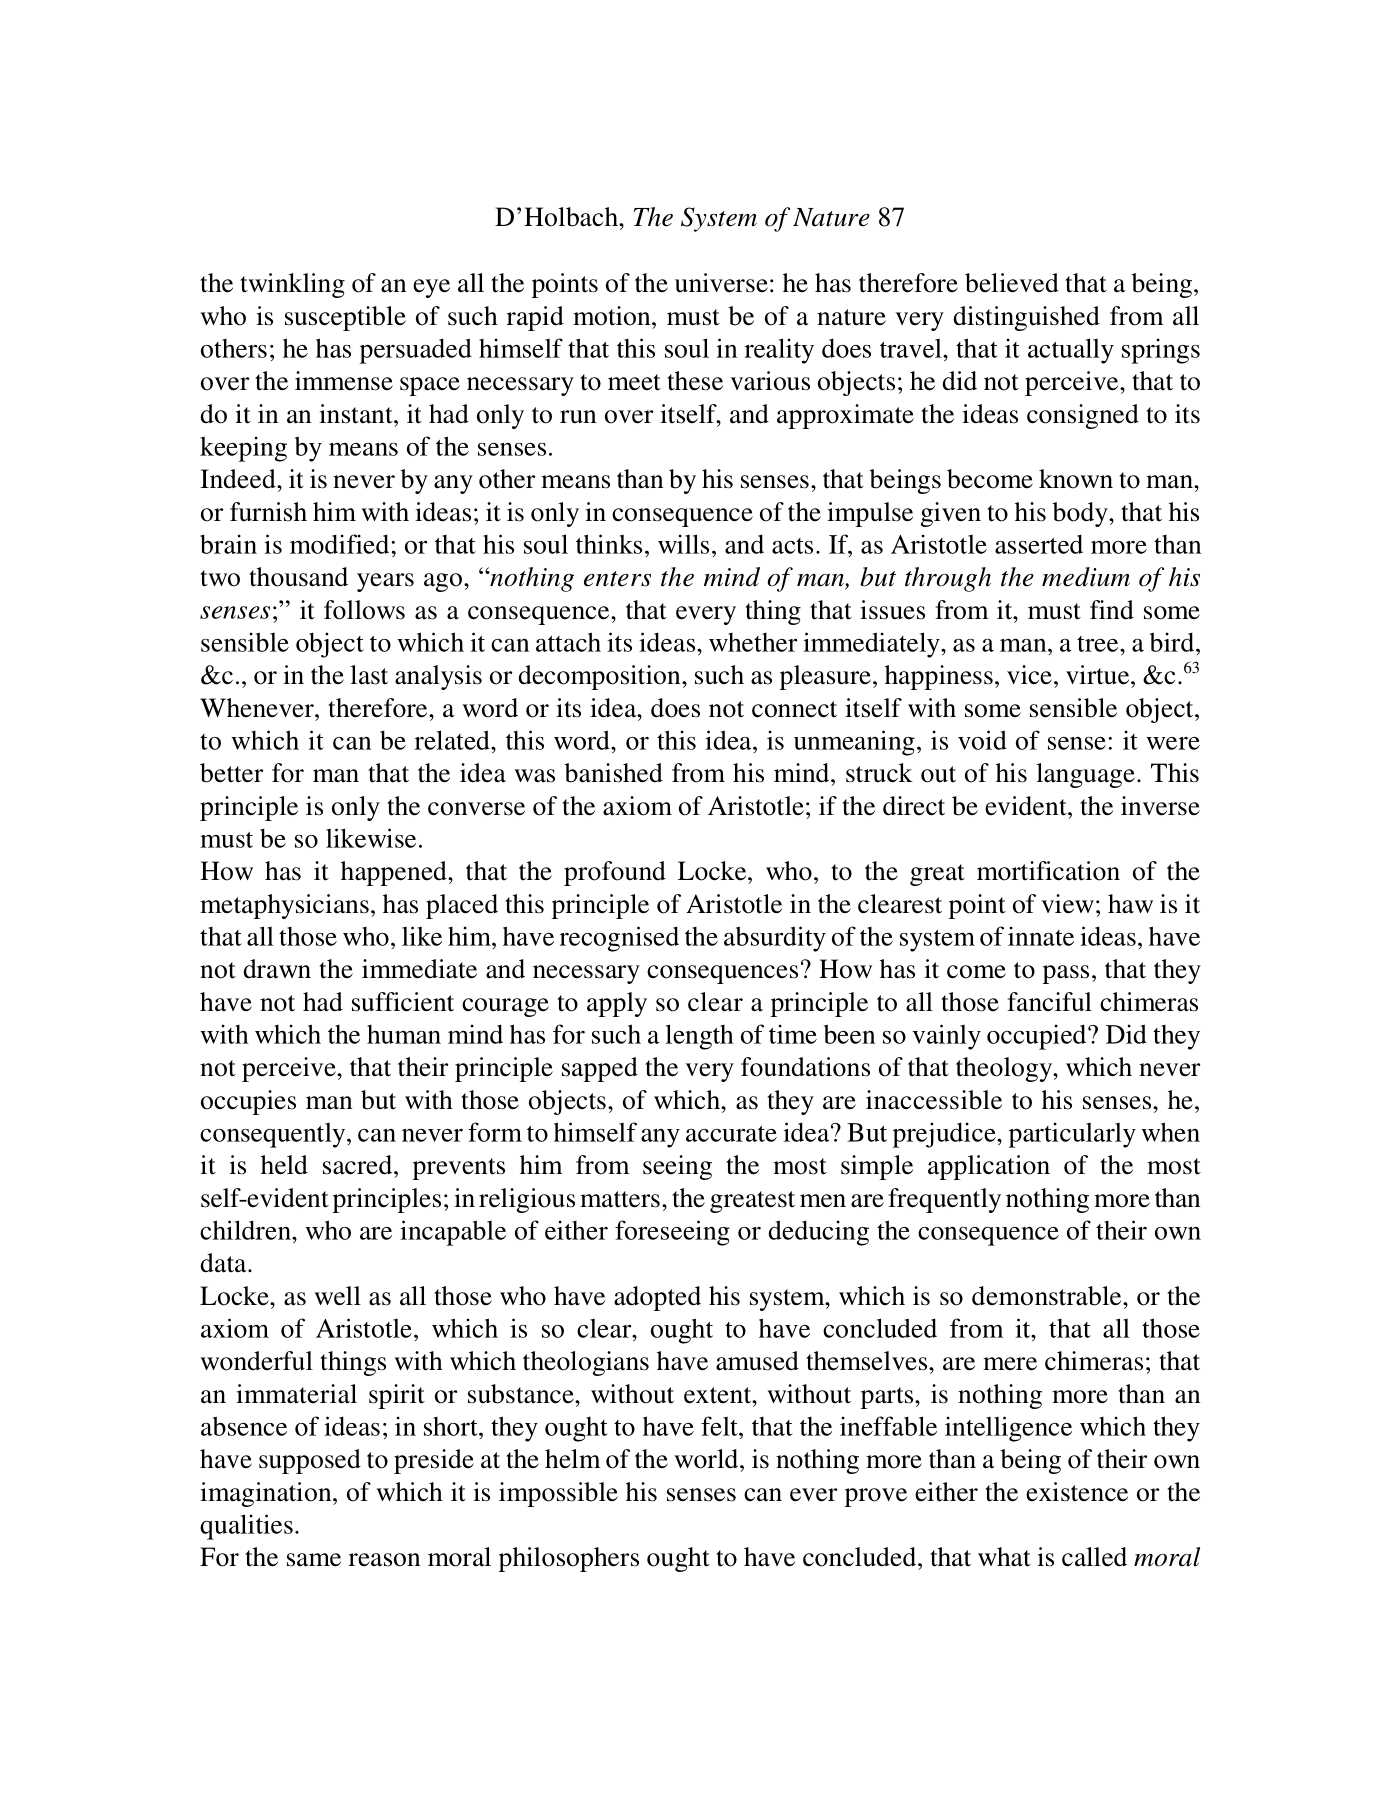 D’Holbach, The System of Nature 87
the twinkling of an eye all the points of the universe: he has therefore believed that a being,
who is susceptible of such rapid motion, must be of a nature very distinguished from all
others; he has persuaded himself that this soul in reality does travel, that it actually springs
over the immense space necessary to meet these various objects; he did not perceive, that to
do it in an instant, it had only to run over itself, and approximate the ideas consigned to its
keeping by means of the senses.
Indeed, it is never by any other means than by his senses, that beings become known to man,
or furnish him with ideas; it is only in consequence of the impulse given to his body, that his
brain is modified; or that his soul thinks, wills, and acts. If, as Aristotle asserted more than
two thousand years ago, “nothing enters the mind of man, but through the medium of his
senses;” it follows as a consequence, that every thing that issues from it, must find some
sensible object to which it can attach its ideas, whether immediately, as a man, a tree, a bird,
&c., or in the last analysis or decomposition, such as pleasure, happiness, vice, virtue, &c.63
Whenever, therefore, a word or its idea, does not connect itself with some sensible object,
to which it can be related, this word, or this idea, is unmeaning, is void of sense: it were
better for man that the idea was banished from his mind, struck out of his language. This
principle is only the converse of the axiom of Aristotle; if the direct be evident, the inverse
must be so likewise.
How has it happened, that the profound Locke, who, to the great mortification of the
metaphysicians, has placed this principle of Aristotle in the clearest point of view; haw is it
that all those who, like him, have recognised the absurdity of the system of innate ideas, have
not drawn the immediate and necessary consequences? How has it come to pass, that they
have not had sufficient courage to apply so clear a principle to all those fanciful chimeras
with which the human mind has for such a length of time been so vainly occupied? Did they
not perceive, that their principle sapped the very foundations of that theology, which never
occupies man but with those objects, of which, as they are inaccessible to his senses, he,
consequently, can never form to himself any accurate idea? But prejudice, particularly when
it is held sacred, prevents him from seeing the most simple application of the most
self-evident principles; in religious matters, the greatest men are frequently nothing more than
children, who are incapable of either foreseeing or deducing the consequence of their own
data.
Locke, as well as all those who have adopted his system, which is so demonstrable, or the
axiom of Aristotle, which is so clear, ought to have concluded from it, that all those
wonderful things with which theologians have amused themselves, are mere chimeras; that
an immaterial spirit or substance, without extent, without parts, is nothing more than an
absence of ideas; in short, they ought to have felt, that the ineffable intelligence which they
have supposed to preside at the helm of the world, is nothing more than a being of their own
imagination, of which it is impossible his senses can ever prove either the existence or the
qualities.
For the same reason moral philosophers ought to have concluded, that what is called moral